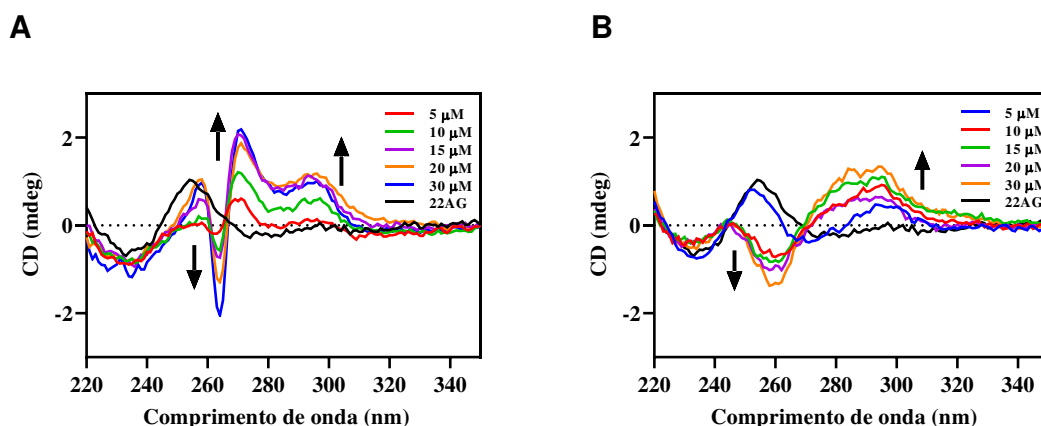 A
CD (mdeg)
2
0
-2
220 240 260 280 300 320 340
Comprimento de onda (nm)
5 μM
10 μM
15 μM
20 μM
30 μM
22AG
B
CD (mdeg)
2
0
-2
220 240 260 280 300 320 340
Comprimento de onda (nm)
5 μM
10 μM
15 μM
20 μM
30 μM
22AG